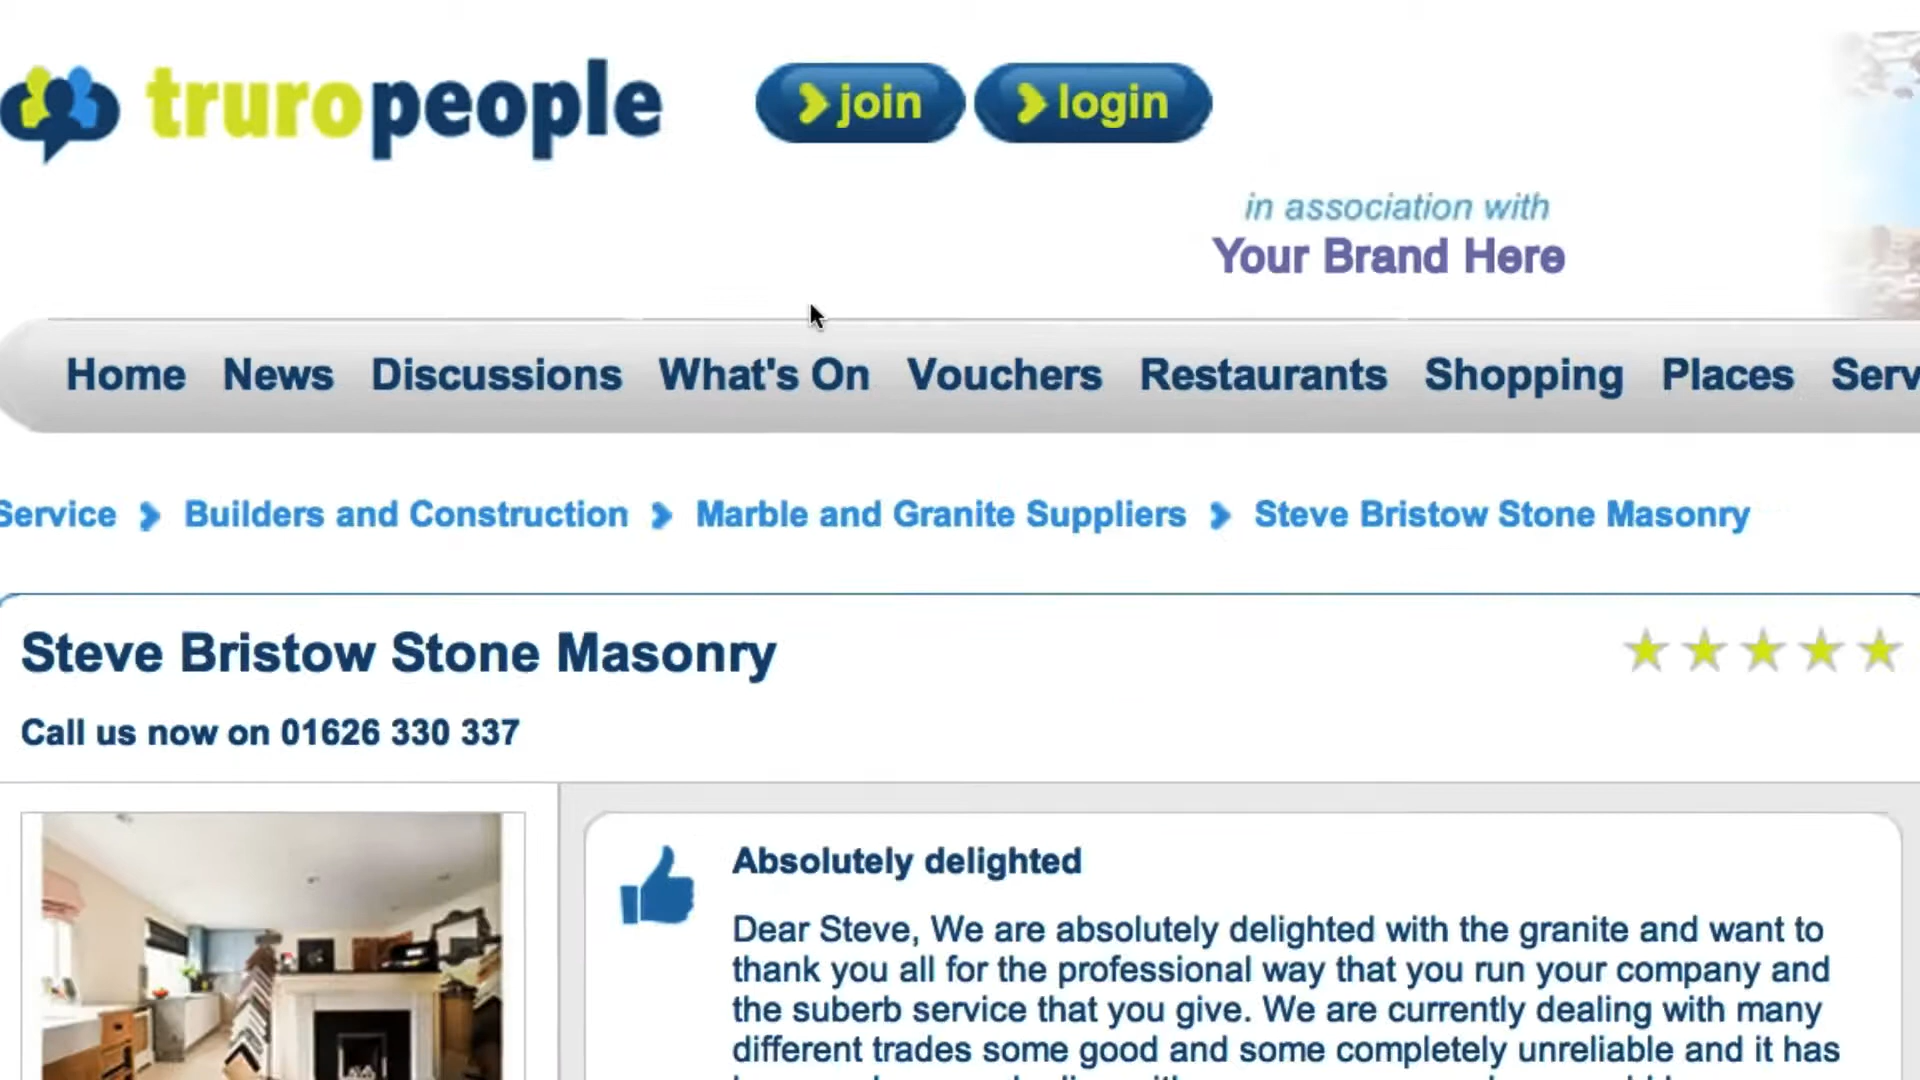 truropeople
join
login
in association with
Your Brand Here
Home News Discussions What's On Vouchers Restaurants Shopping Places Serv
Service Builders and Construction Marble and Granite Suppliers Steve Bristow Stone Masonry
Steve Bristow Stone Masonry
Call us now on 01626 330 337
Absolutely delighted
Dear Steve, We are absolutely delighted with the granite and want to
thank you all for the professional way that you run your company and
the suberb service that you give. We are currently dealing with many
different trades some good and some completely unreliable and it has